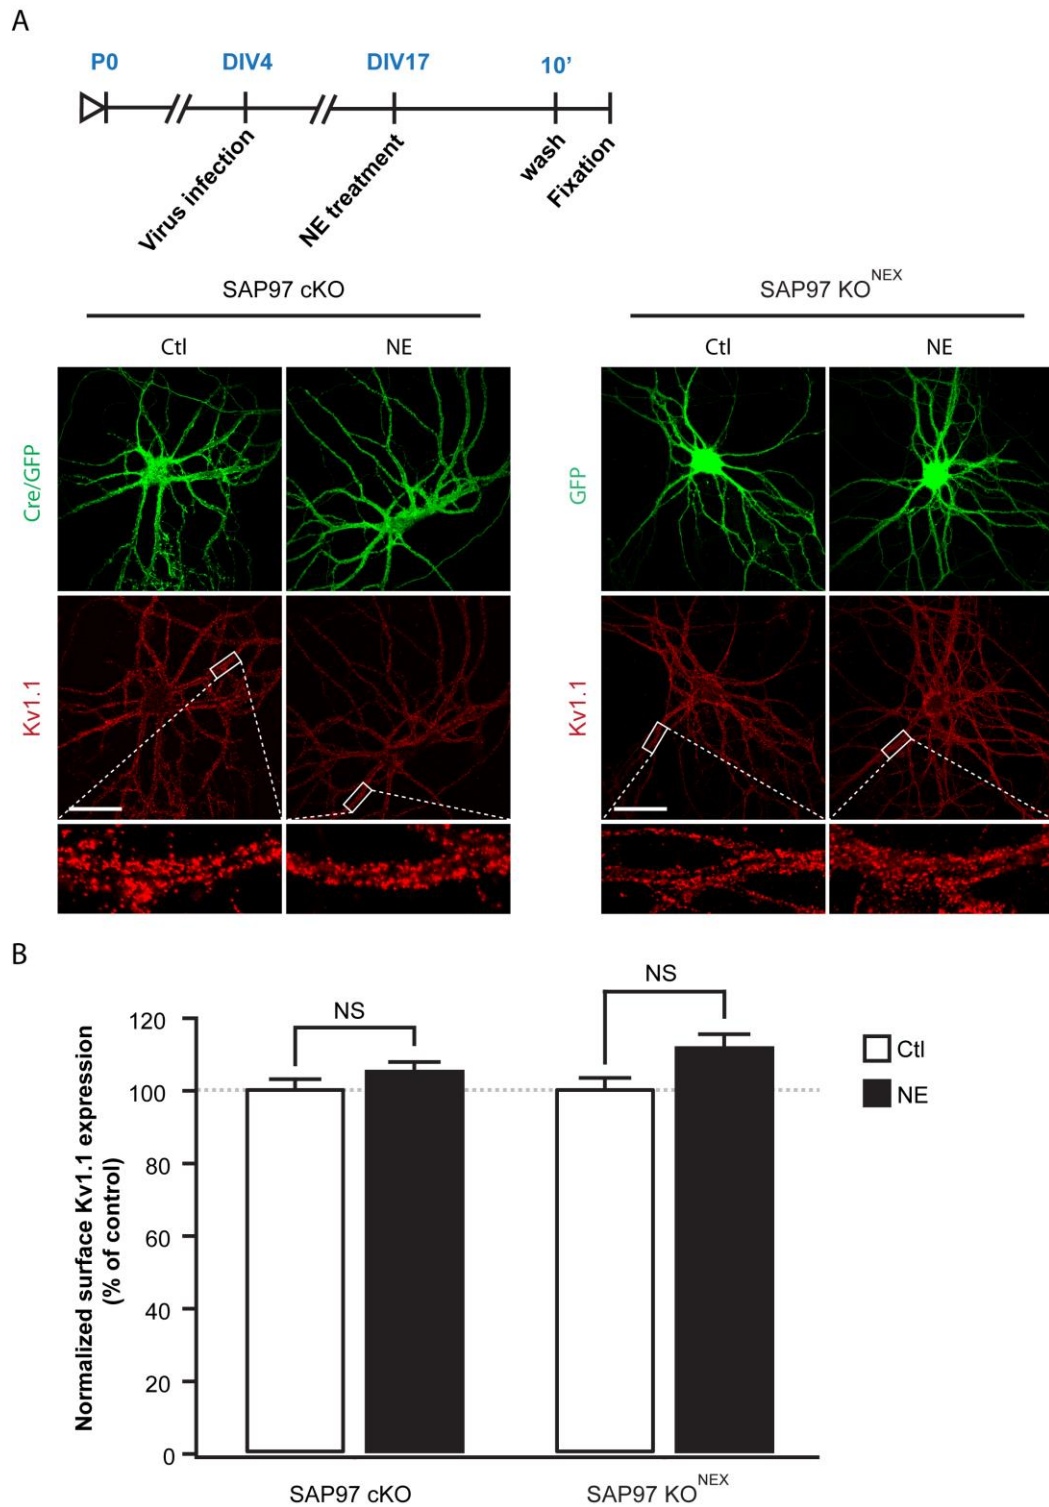 A
P0 DIV4 DIV17 10’
Virus infection NE treatment wash Fixation
SAP97 cKO SAP97 KO^NEX
Ctl NE Ctl NE
Cre/GFP GFP
Kv1.1 Kv1.1
B
NS NS
Normalized surface Kv1.1 expression
(% of control)
120
100
80
60
40
20
0
Ctl
NE
SAP97 cKO SAP97 KO^NEX